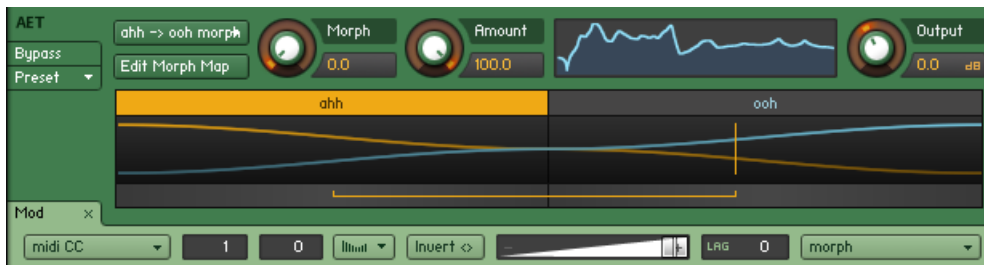 AET
Bypass
Preset
ahh -> ooh morph
Edit Morph Map
Morph
0.0
Amount
100.0
Output
0.0 dB
ahh
ooh
Mod x
midi CC
1
0
Invert <>
- +
LAG 0
morph